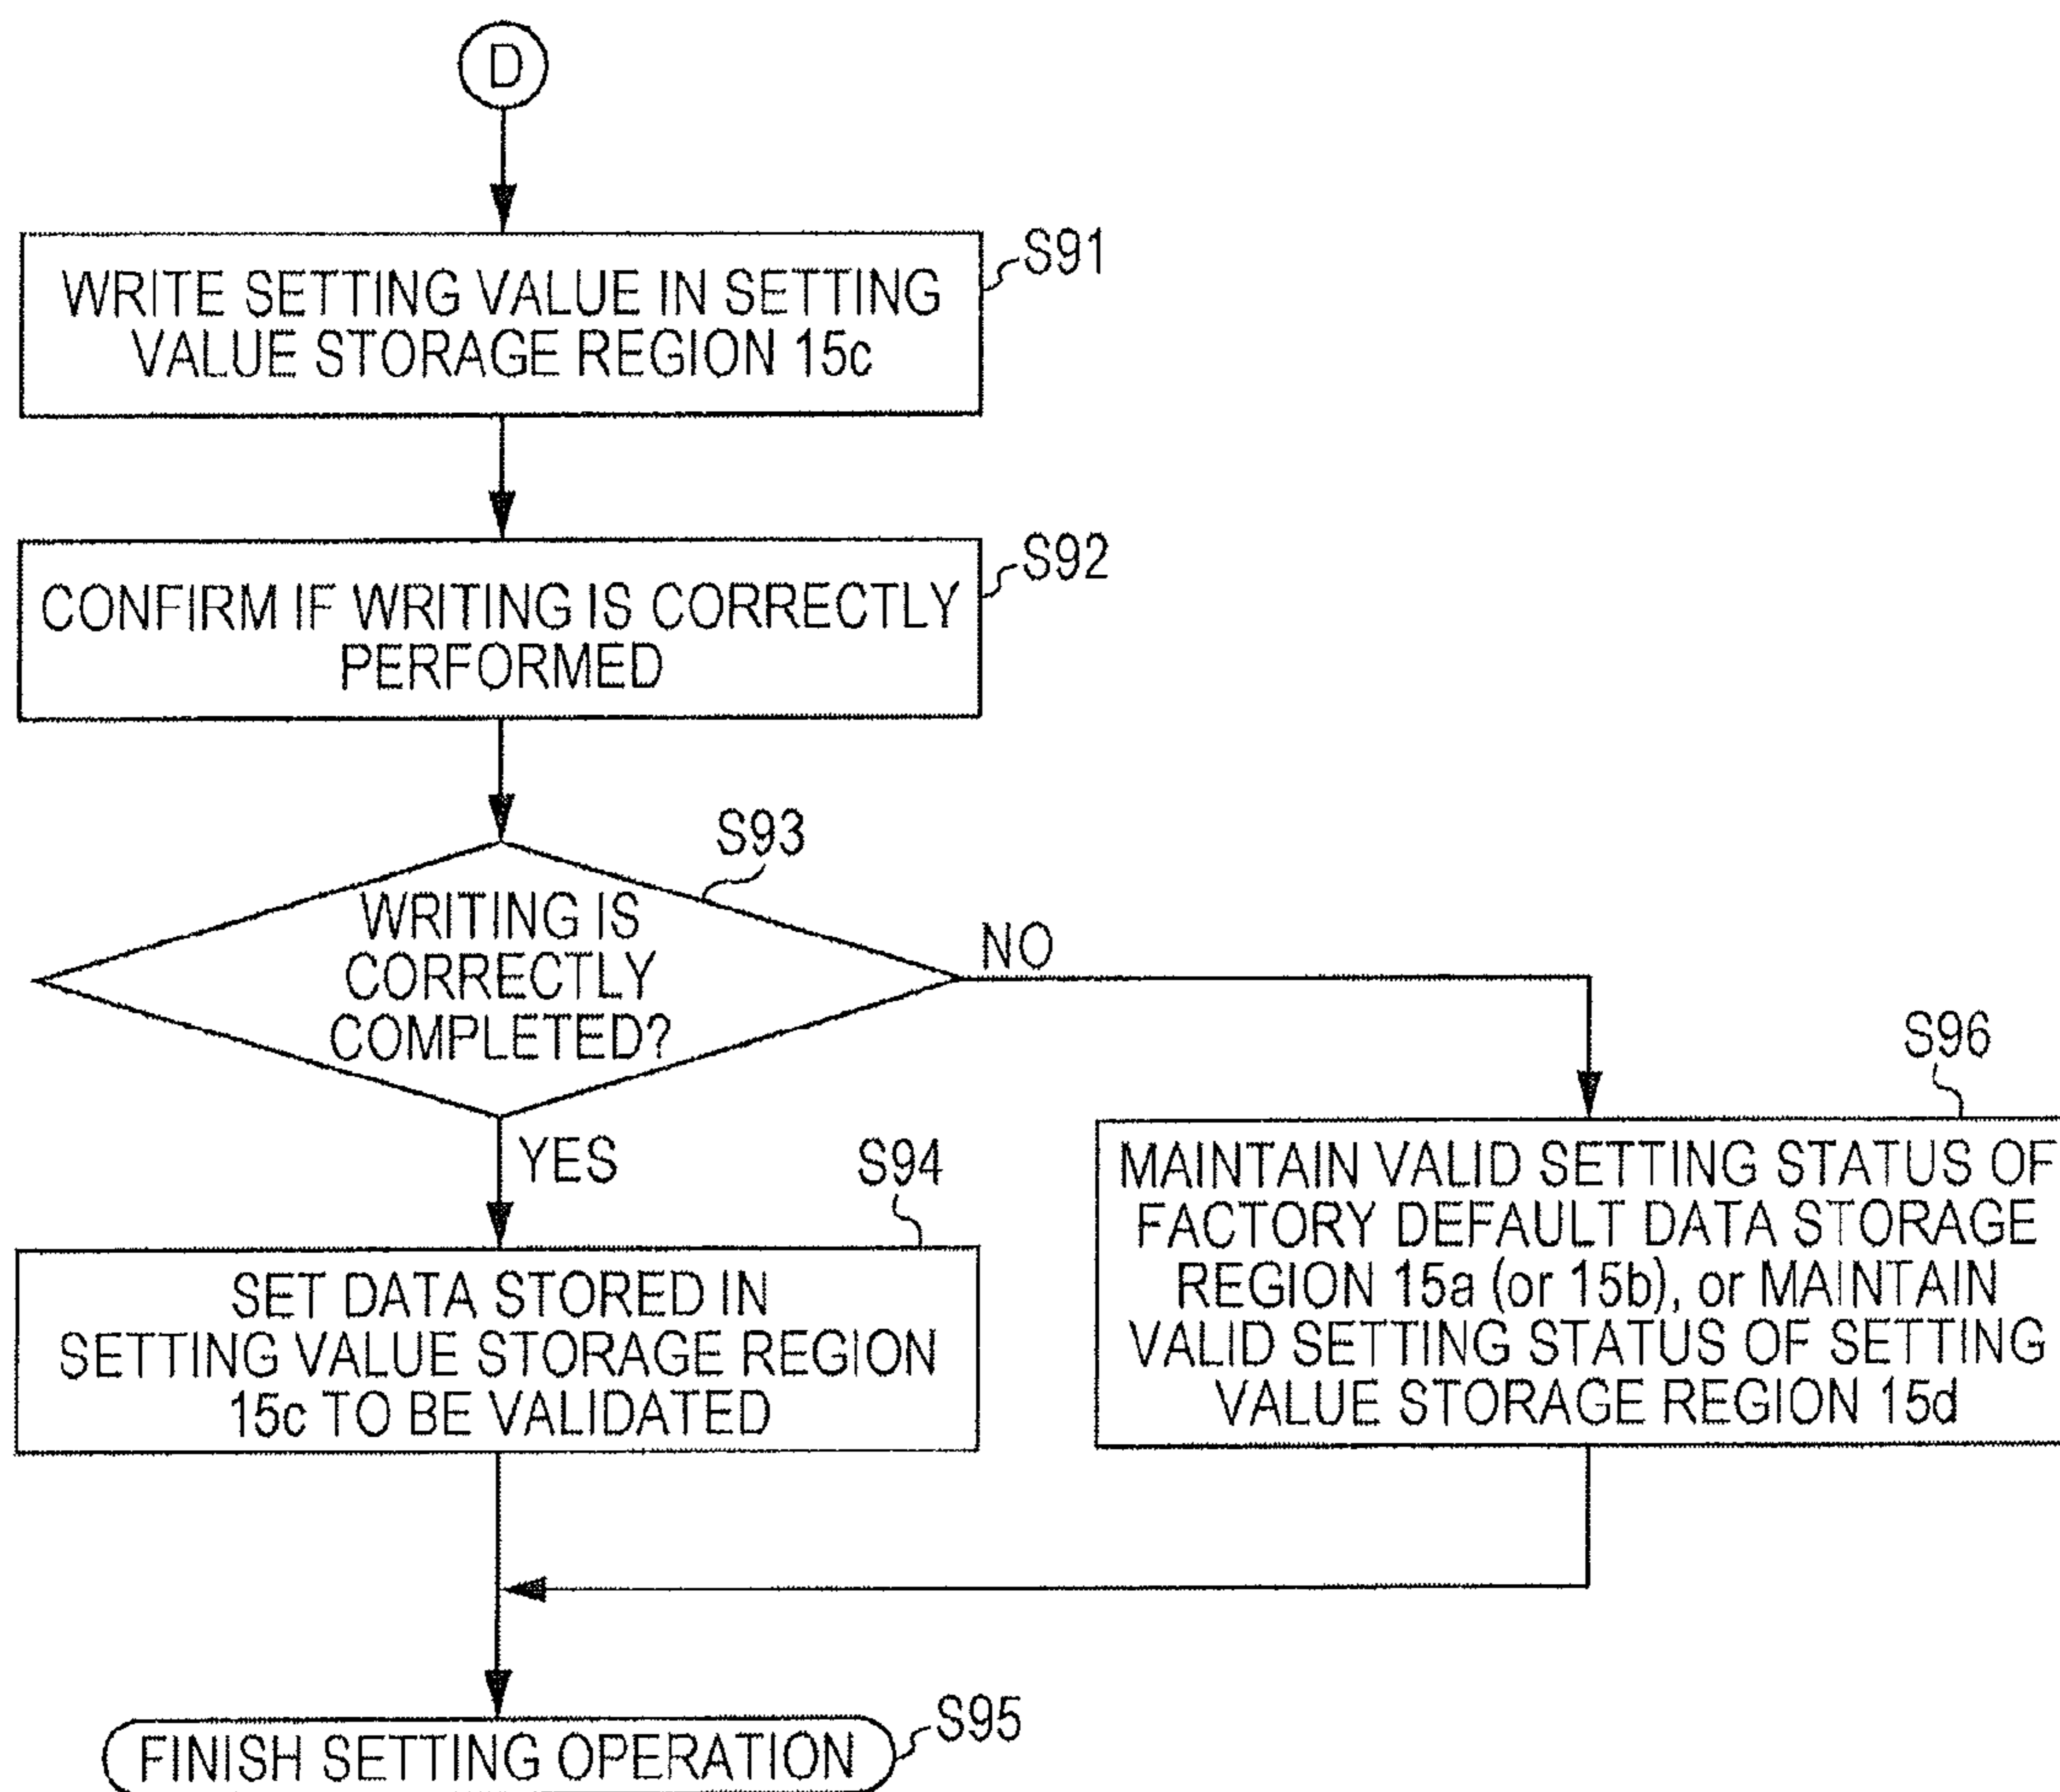 D
S91
WRITE SETTING VALUE IN SETTING
VALUE STORAGE REGION 15c
S92
CONFIRM IF WRITING IS CORRECTLY
PERFORMED
S93
WRITING IS
CORRECTLY
COMPLETED?
NO
YES
S94
SET DATA STORED IN
SETTING VALUE STORAGE REGION
15c TO BE VALIDATED
S96
MAINTAIN VALID SETTING STATUS OF
FACTORY DEFAULT DATA STORAGE
REGION 15a (or 15b), or MAINTAIN
VALID SETTING STATUS OF SETTING
VALUE STORAGE REGION 15d
FINISH SETTING OPERATION
S95